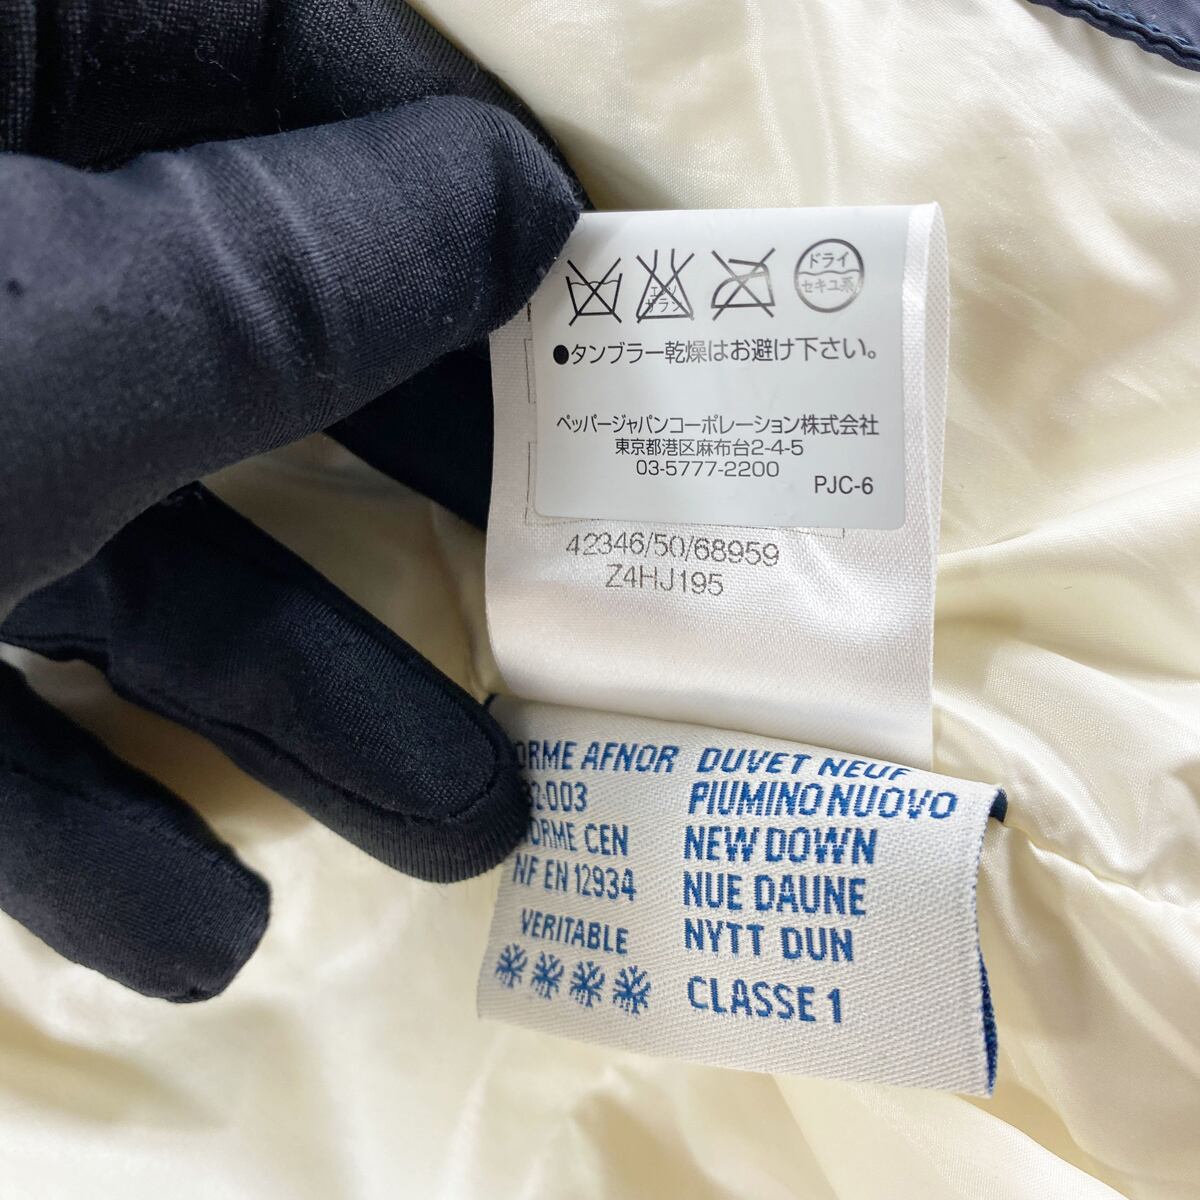 エンソ
サラシ
ドライ
セキユ系
●タンブラー乾燥はお避け下さい。
ペッパージャパンコーポレーション株式会社
東京都港区麻布台2-4-5
03-5777-2200
PJC-6
42346/50/68959
Z4HJ195
ORME AFNOR
32-003
ORME CEN
NF EN 12934
VERITABLE
DUVET NEUF
PIUMINO NUOVO
NEW DOWN
NUE DAUNE
NYTT DUN
CLASSE 1